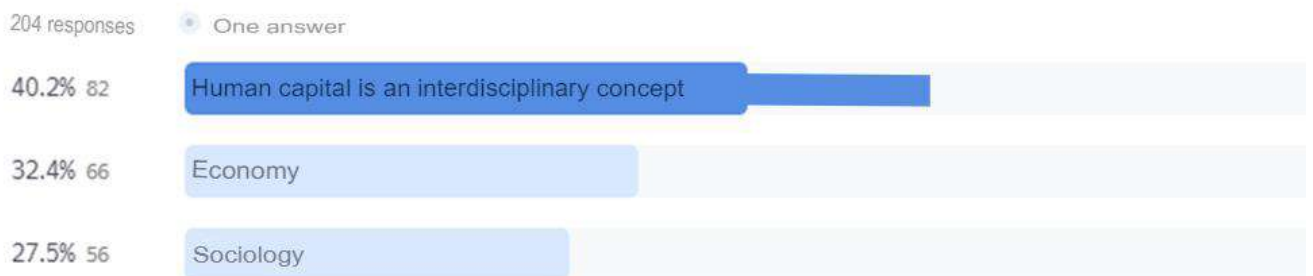 204 responses One answer
40.2% 82 Human capital is an interdisciplinary concept
32.4% 66 Economy
27.5% 56 Sociology